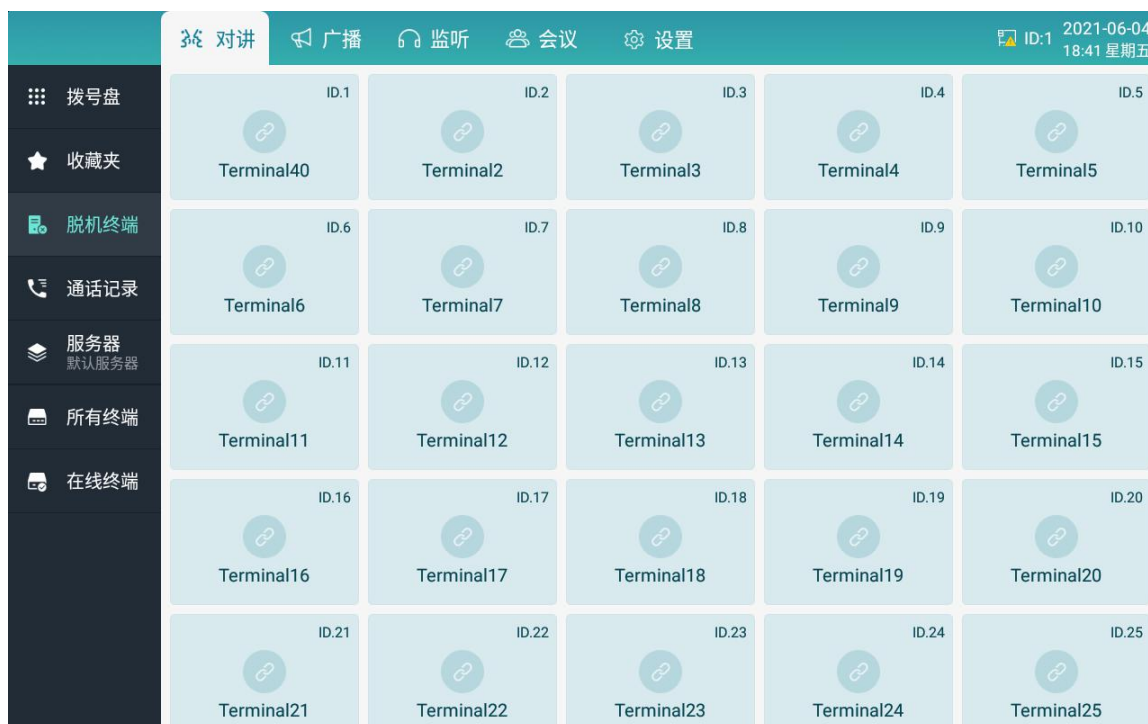 对讲 广播 监听 会议 设置 ID:1 2021-06-04
18:41 星期五
拨号盘
收藏夹
脱机终端
通话记录
服务器
默认服务器
所有终端
在线终端
ID.1 ID.2 ID.3 ID.4 ID.5
Terminal40 Terminal2 Terminal3 Terminal4 Terminal5
ID.6 ID.7 ID.8 ID.9 ID.10
Terminal6 Terminal7 Terminal8 Terminal9 Terminal10
ID.11 ID.12 ID.13 ID.14 ID.15
Terminal11 Terminal12 Terminal13 Terminal14 Terminal15
ID.16 ID.17 ID.18 ID.19 ID.20
Terminal16 Terminal17 Terminal18 Terminal19 Terminal20
ID.21 ID.22 ID.23 ID.24 ID.25
Terminal21 Terminal22 Terminal23 Terminal24 Terminal25